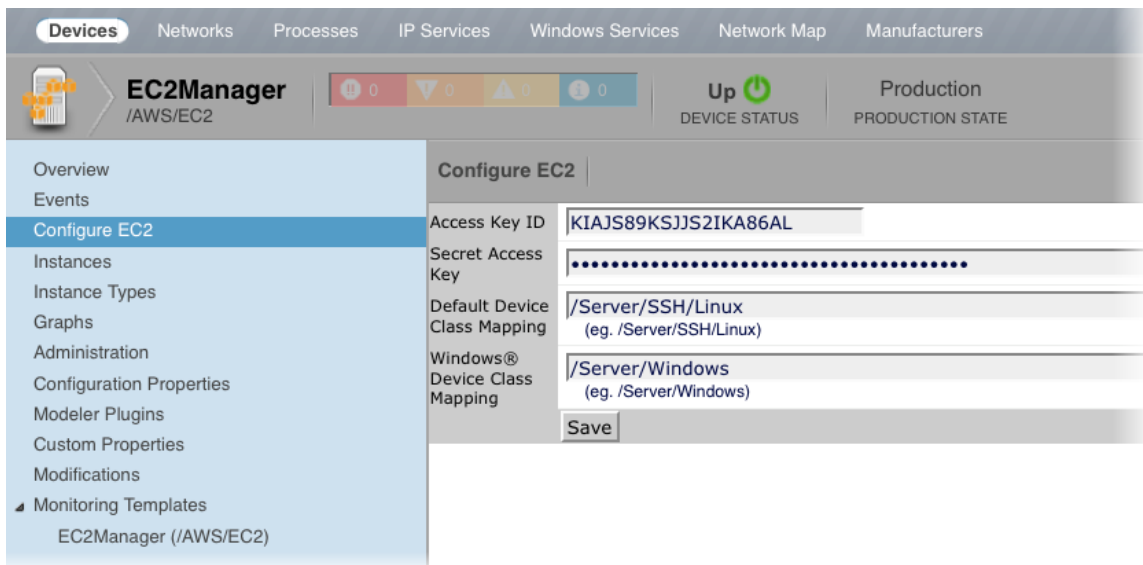 Devices Networks Processes IP Services Windows Services Network Map Manufacturers
EC2Manager
/AWS/EC2
0 0 0 0
Up
DEVICE STATUS
Production
PRODUCTION STATE
Overview
Events
Configure EC2
Instances
Instance Types
Graphs
Administration
Configuration Properties
Modeler Plugins
Custom Properties
Modifications
Monitoring Templates
EC2Manager (/AWS/EC2)
Configure EC2
Access Key ID KIAJS89KSJJS2IKA86AL
Secret Access
Key ••••••••••••••••••••••••••••••••••••••••
Default Device
Class Mapping
/Server/SSH/Linux
(eg. /Server/SSH/Linux)
Windows®
Device Class
Mapping
/Server/Windows
(eg. /Server/Windows)
Save